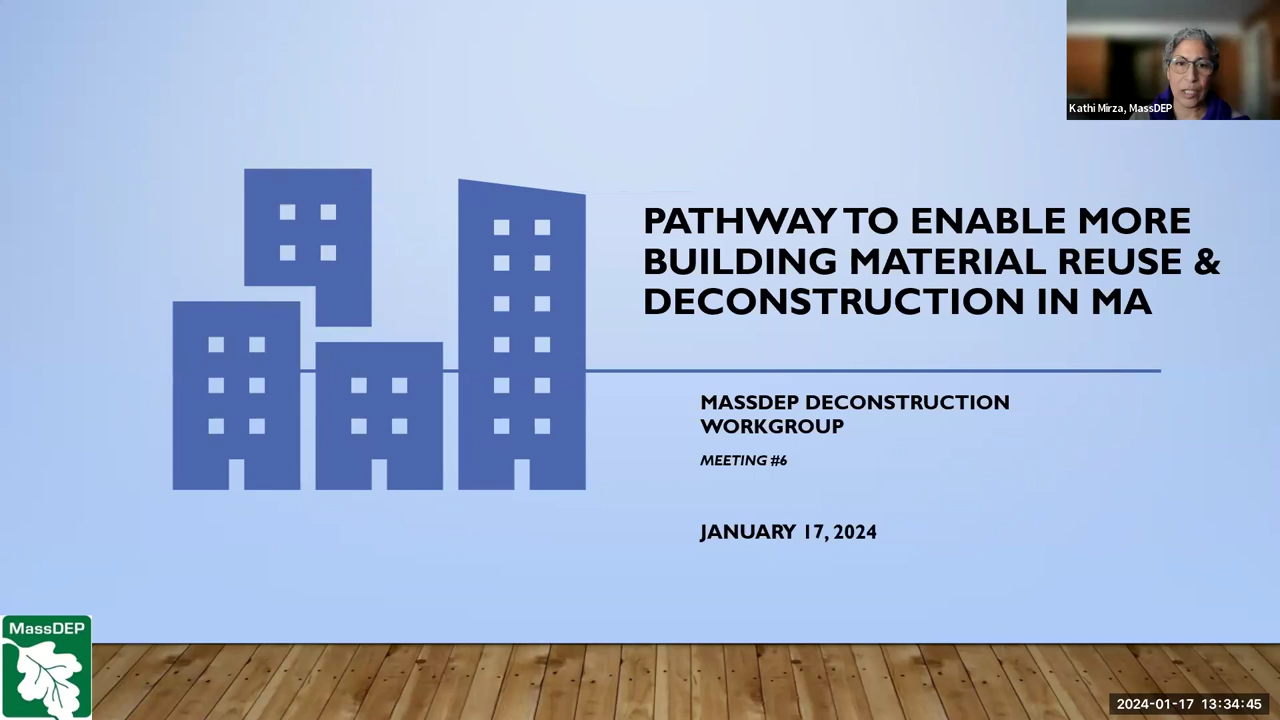 Kathi Mirza, MassDEP
PATHWAY TO ENABLE MORE
BUILDING MATERIAL REUSE &
DECONSTRUCTION IN MA
MASSDEP DECONSTRUCTION
WORKGROUP
MEETING #6
JANUARY 17, 2024
MassDEP
2024-01-17 13:34:45